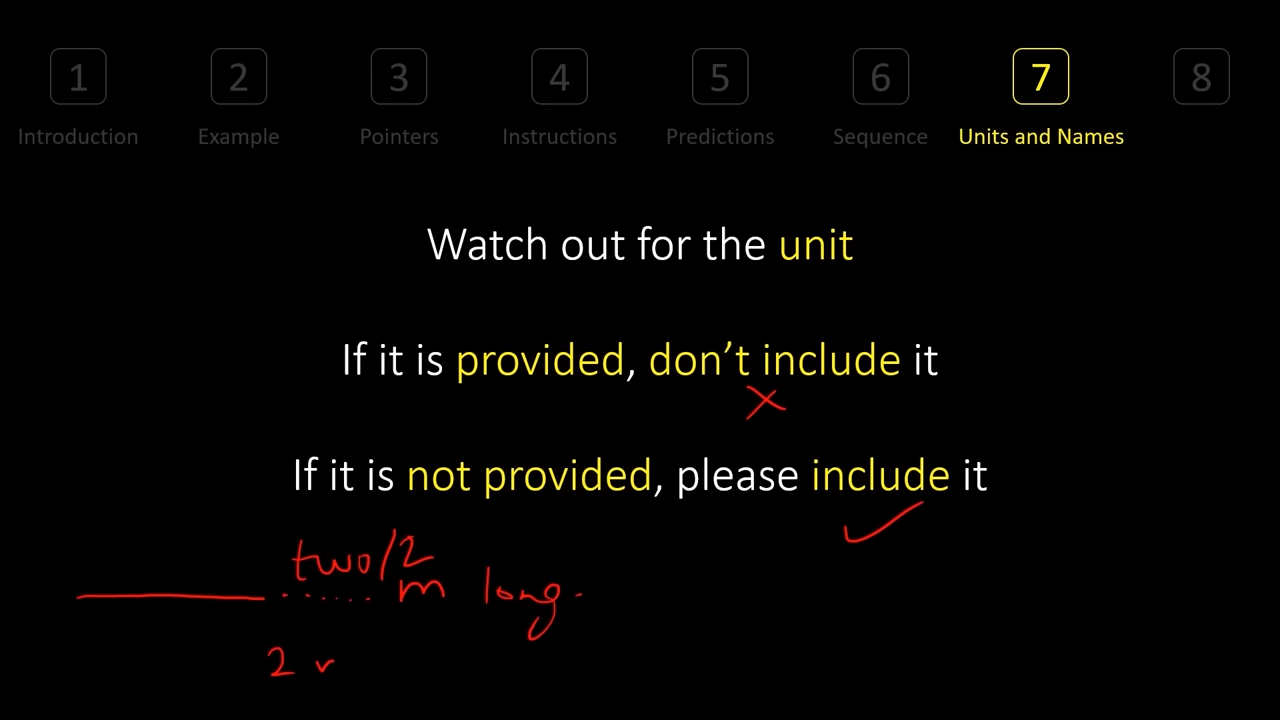 1 2 3 4 5 6 7 8
Introduction Example Pointers Instructions Predictions Sequence Units and Names
Watch out for the unit
If it is provided, don’t include it
If it is not provided, please include it
two/2
...... m long.
2